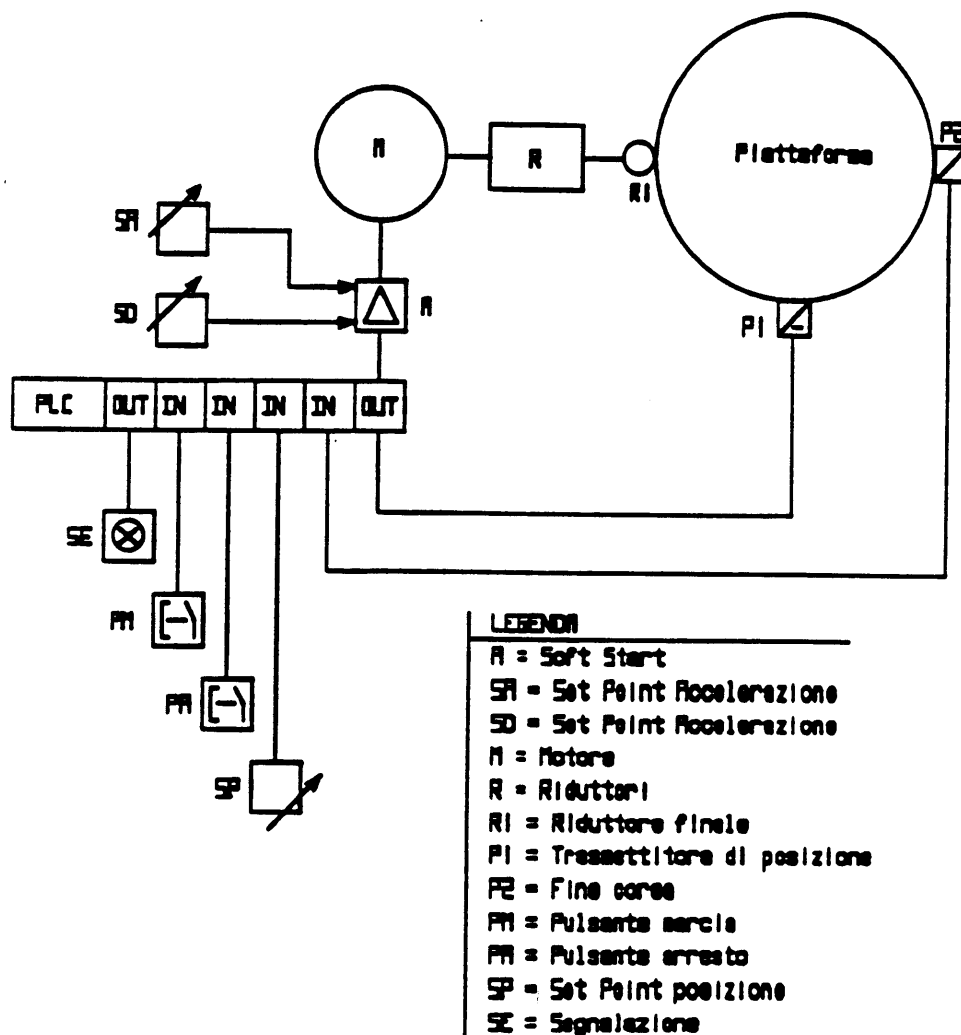 M
R
R1
Piattaforma
P2
SA
SD
A
P1
PLC OUT IN IN IN IN OUT
SE
PM
PA
SP
LEGENDA
A = Soft Start
SA = Set Point Accelerazione
SD = Set Point Accelerazione
M = Motore
R = Riduttori
R1 = Riduttore finale
P1 = Trasmettitore di posizione
P2 = Fine corsa
PM = Pulsante marcia
PA = Pulsante arresto
SP = Set Point posizione
SE = Segnalazione